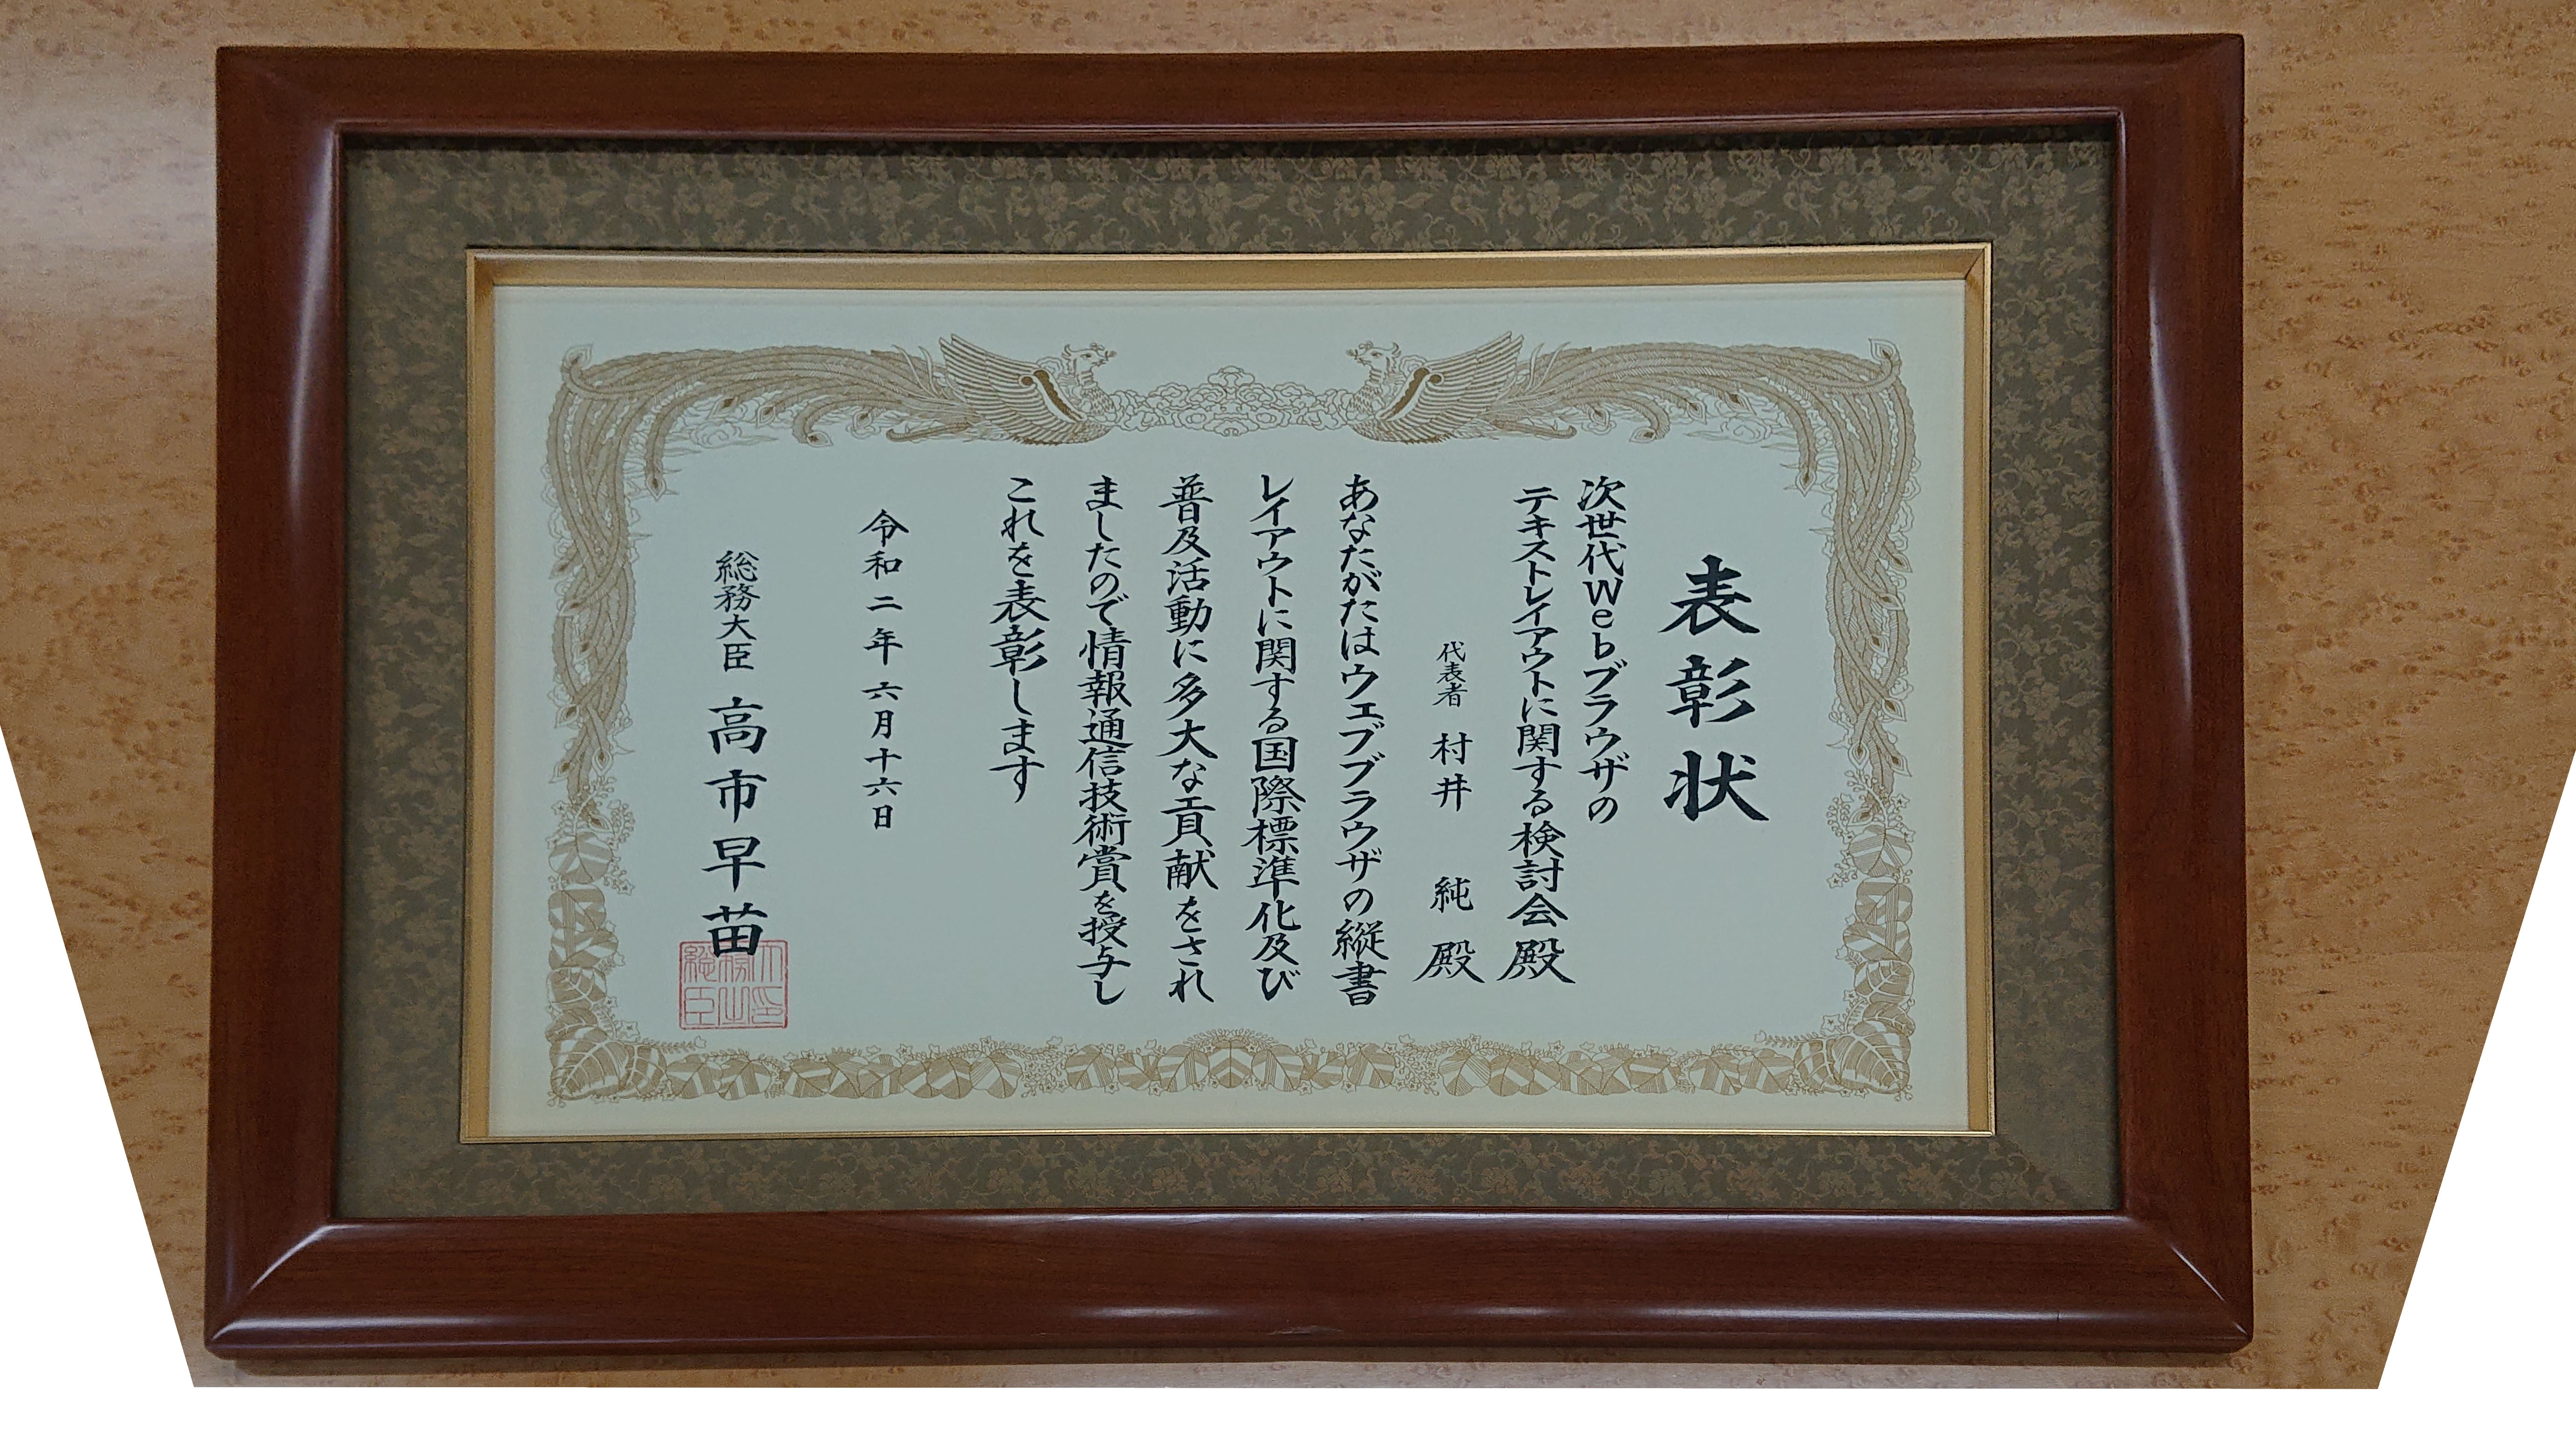 表彰状
次世代Webブラウザの
テキストレイアウトに関する検討会 殿
代表者 村井 純 殿
あなたがたはウェブブラウザの縦書
レイアウトに関する国際標準化及び
普及活動に多大な貢献をされ
ましたので情報通信技術賞を授与し
これを表彰します
令和二年六月十六日
総務大臣 高市早苗
総務大臣之印